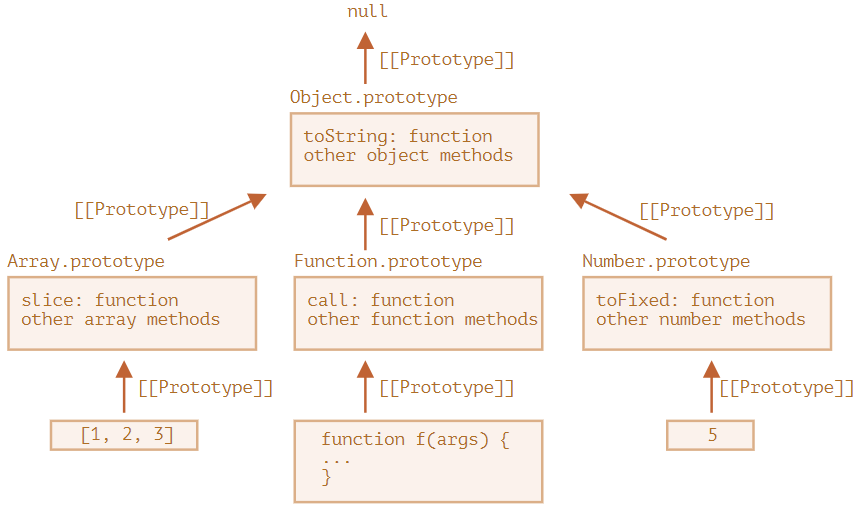 null
[[Prototype]]
Object.prototype
toString: function
other object methods
[[Prototype]]
[[Prototype]]
[[Prototype]]
Array.prototype
slice: function
other array methods
Function.prototype
call: function
other function methods
Number.prototype
toFixed: function
other number methods
[[Prototype]]
[[Prototype]]
[[Prototype]]
[1, 2, 3]
function f(args) {
...
}
5